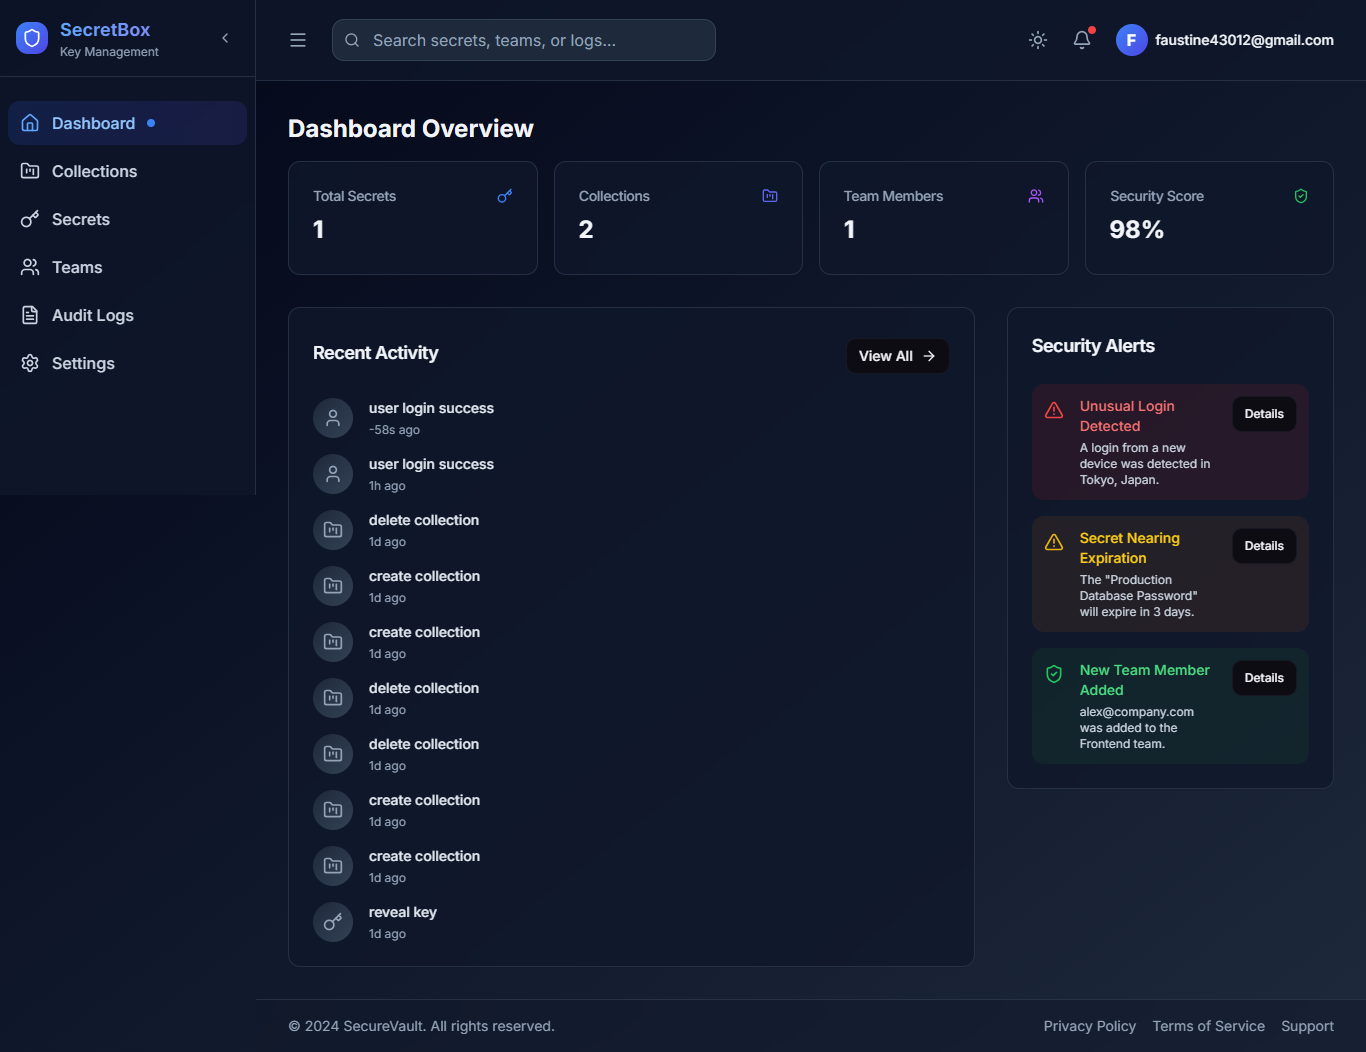 SecretBox
Key Management
Search secrets, teams, or logs...
F
faustine43012@gmail.com
Dashboard
Collections
Secrets
Teams
Audit Logs
Settings
Dashboard Overview
Total Secrets
1
Collections
2
Team Members
1
Security Score
98%
Recent Activity
View All
user login success
-58s ago
user login success
1h ago
delete collection
1d ago
create collection
1d ago
create collection
1d ago
delete collection
1d ago
delete collection
1d ago
create collection
1d ago
create collection
1d ago
reveal key
1d ago
Security Alerts
Unusual Login
Detected
Details
A login from a new
device was detected in
Tokyo, Japan.
Secret Nearing
Expiration
Details
The "Production
Database Password"
will expire in 3 days.
New Team Member
Added
Details
alex@company.com
was added to the
Frontend team.
© 2024 SecureVault. All rights reserved.
Privacy Policy
Terms of Service
Support